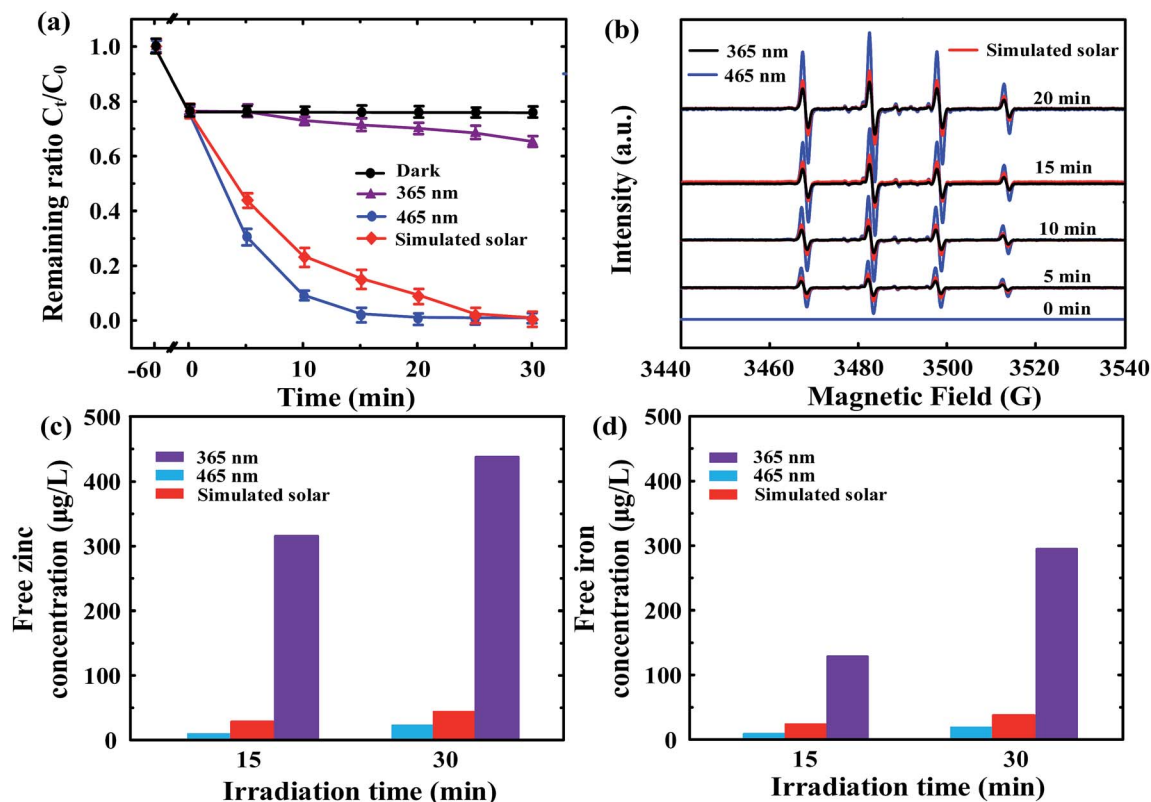 (a)
Remaining ratio Cₜ/C₀
1.0
0.8
0.6
0.4
0.2
0.0
Dark
365 nm
465 nm
Simulated solar
-60
0
10
20
30
Time (min)
(b)
365 nm
465 nm
Simulated solar
20 min
15 min
10 min
5 min
0 min
Intensity (a.u.)
3440
3460
3480
3500
3520
3540
Magnetic Field (G)
(c)
365 nm
465 nm
Simulated solar
Free zinc
concentration (µg/L)
500
400
300
200
100
0
15
30
Irradiation time (min)
(d)
365 nm
465 nm
Simulated solar
Free iron
concentration (µg/L)
500
400
300
200
100
0
15
30
Irradiation time (min)